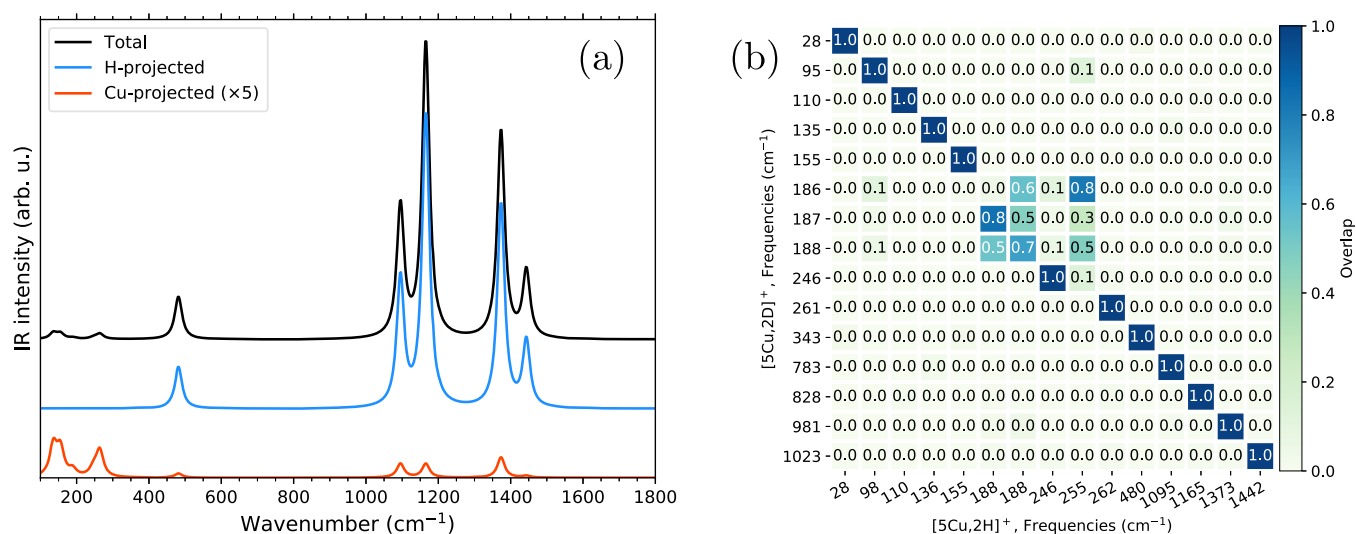 Total
H-projected
Cu-projected (×5)
(a)
IR intensity (arb. u.)
200 400 600 800 1000 1200 1400 1600 1800
Wavenumber (cm⁻¹)
(b)
[5Cu,2D]⁺, Frequencies (cm⁻¹)
28 1.0 0.0 0.0 0.0 0.0 0.0 0.0 0.0 0.0 0.0 0.0 0.0 0.0 0.0 0.0
95 0.0 1.0 0.0 0.0 0.0 0.0 0.0 0.0 0.1 0.0 0.0 0.0 0.0 0.0 0.0
110 0.0 0.0 1.0 0.0 0.0 0.0 0.0 0.0 0.0 0.0 0.0 0.0 0.0 0.0 0.0
135 0.0 0.0 0.0 1.0 0.0 0.0 0.0 0.0 0.0 0.0 0.0 0.0 0.0 0.0 0.0
155 0.0 0.0 0.0 0.0 1.0 0.0 0.0 0.0 0.0 0.0 0.0 0.0 0.0 0.0 0.0
186 0.0 0.1 0.0 0.0 0.0 0.0 0.6 0.1 0.8 0.0 0.0 0.0 0.0 0.0 0.0
187 0.0 0.0 0.0 0.0 0.0 0.8 0.5 0.0 0.3 0.0 0.0 0.0 0.0 0.0 0.0
188 0.0 0.1 0.0 0.0 0.0 0.5 0.7 0.1 0.5 0.0 0.0 0.0 0.0 0.0 0.0
246 0.0 0.0 0.0 0.0 0.0 0.0 0.0 1.0 0.1 0.0 0.0 0.0 0.0 0.0 0.0
261 0.0 0.0 0.0 0.0 0.0 0.0 0.0 0.0 0.0 1.0 0.0 0.0 0.0 0.0 0.0
343 0.0 0.0 0.0 0.0 0.0 0.0 0.0 0.0 0.0 0.0 1.0 0.0 0.0 0.0 0.0
783 0.0 0.0 0.0 0.0 0.0 0.0 0.0 0.0 0.0 0.0 0.0 1.0 0.0 0.0 0.0
828 0.0 0.0 0.0 0.0 0.0 0.0 0.0 0.0 0.0 0.0 0.0 0.0 1.0 0.0 0.0
981 0.0 0.0 0.0 0.0 0.0 0.0 0.0 0.0 0.0 0.0 0.0 0.0 0.0 1.0 0.0
1023 0.0 0.0 0.0 0.0 0.0 0.0 0.0 0.0 0.0 0.0 0.0 0.0 0.0 0.0 1.0
28 98 110 136 155 188 188 246 255 262 480 1095 1165 1373 1442
[5Cu,2H]⁺, Frequencies (cm⁻¹)
1.0
0.8
0.6
0.4
0.2
0.0
Overlap